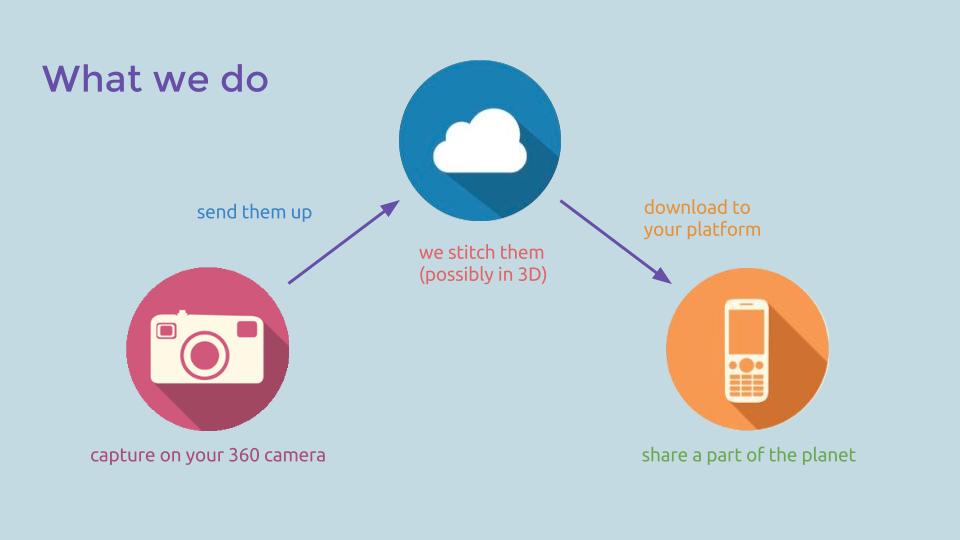 What we do
send them up
download to
your platform
we stitch them
(possibly in 3D)
capture on your 360 camera
share a part of the planet